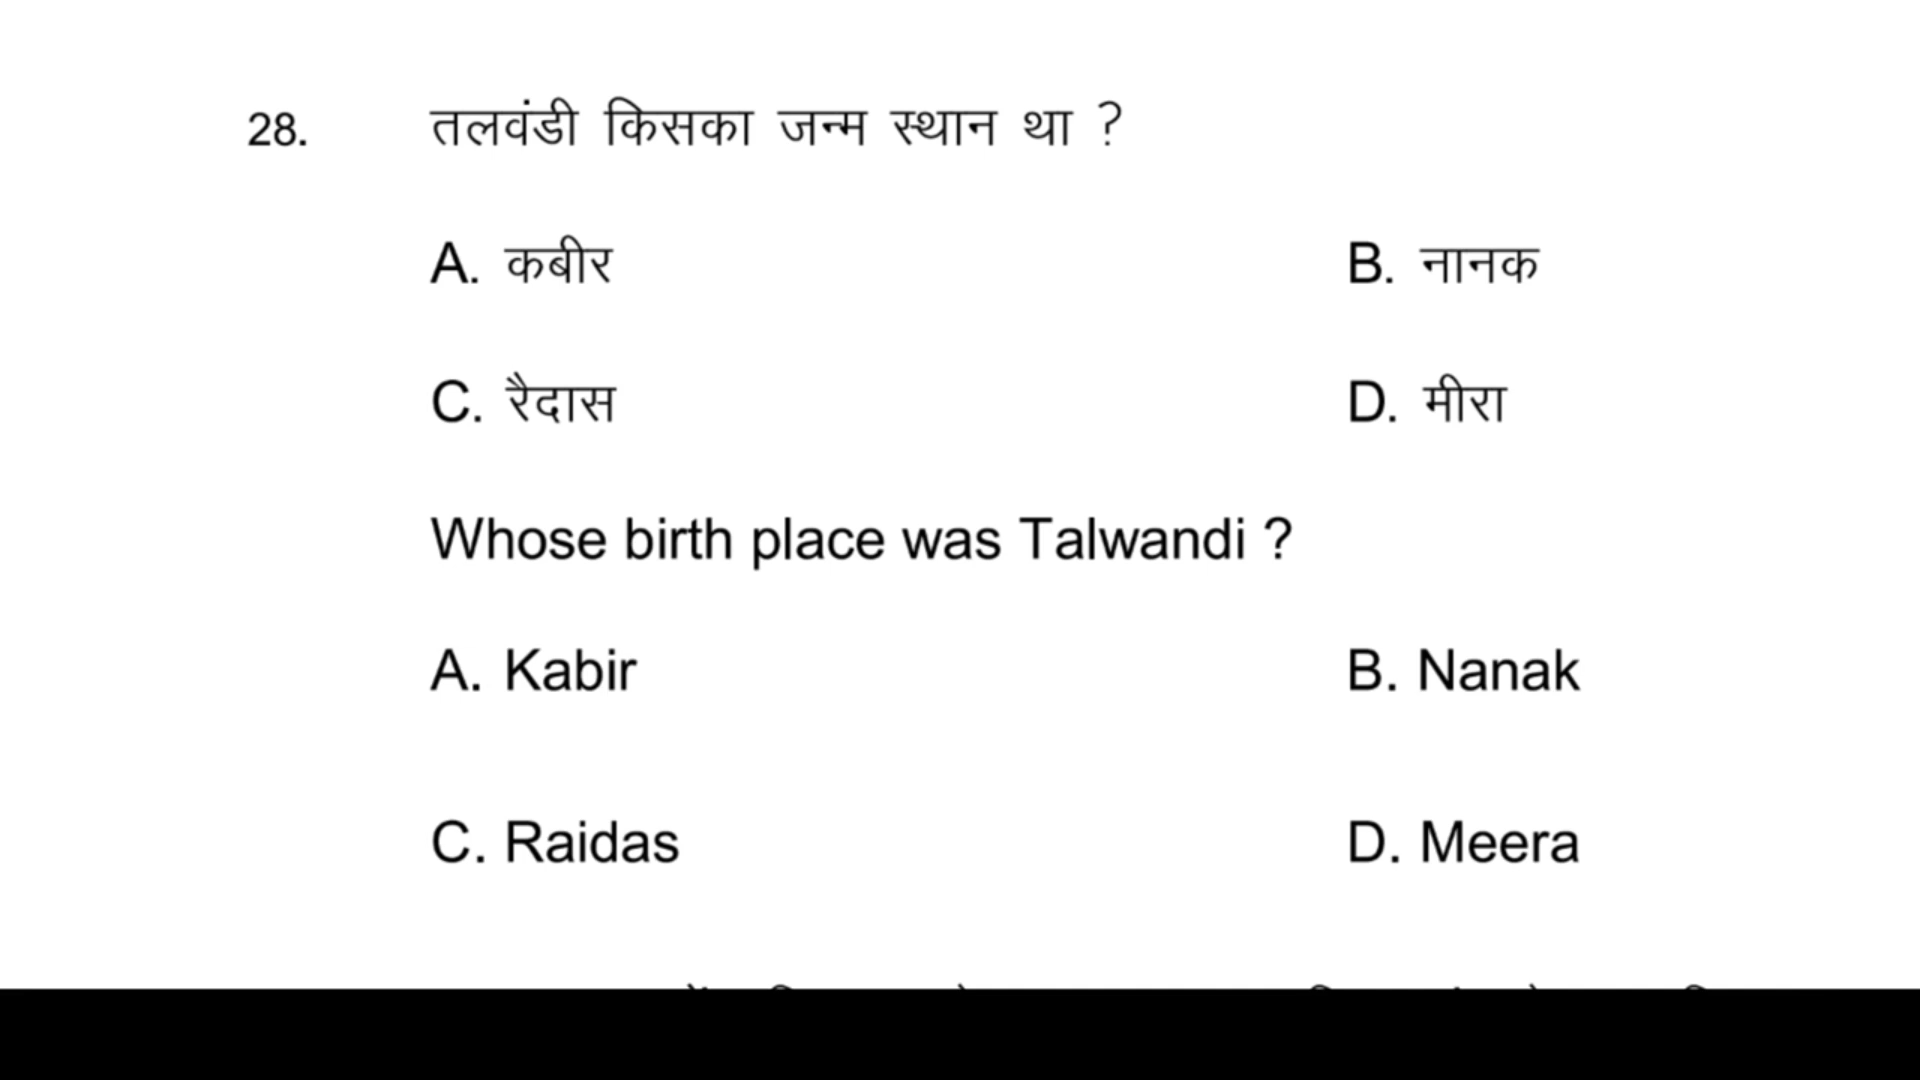 28. तलवंडी किसका जन्म स्थान था ?
A. कबीर B. नानक
C. रैदास D. मीरा
Whose birth place was Talwandi ?
A. Kabir B. Nanak
C. Raidas D. Meera